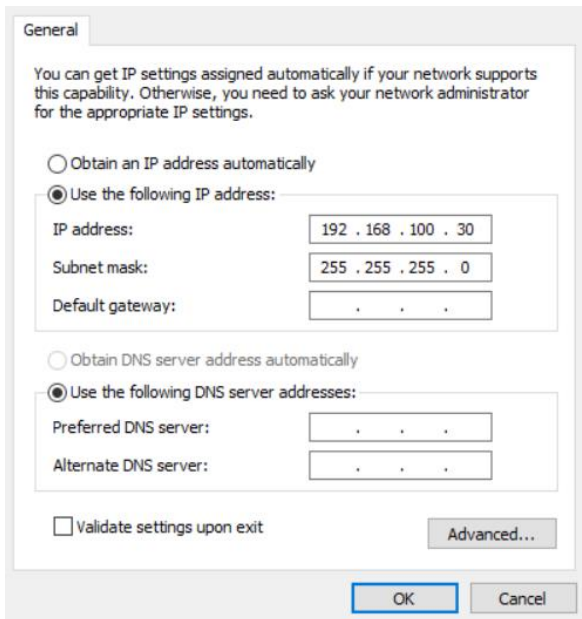 General
You can get IP settings assigned automatically if your network supports
this capability. Otherwise, you need to ask your network administrator
for the appropriate IP settings.
Obtain an IP address automatically
Use the following IP address:
IP address: 192 . 168 . 100 . 30
Subnet mask: 255 . 255 . 255 . 0
Default gateway: . . .
Obtain DNS server address automatically
Use the following DNS server addresses:
Preferred DNS server: . . .
Alternate DNS server: . . .
Validate settings upon exit
Advanced...
OK Cancel